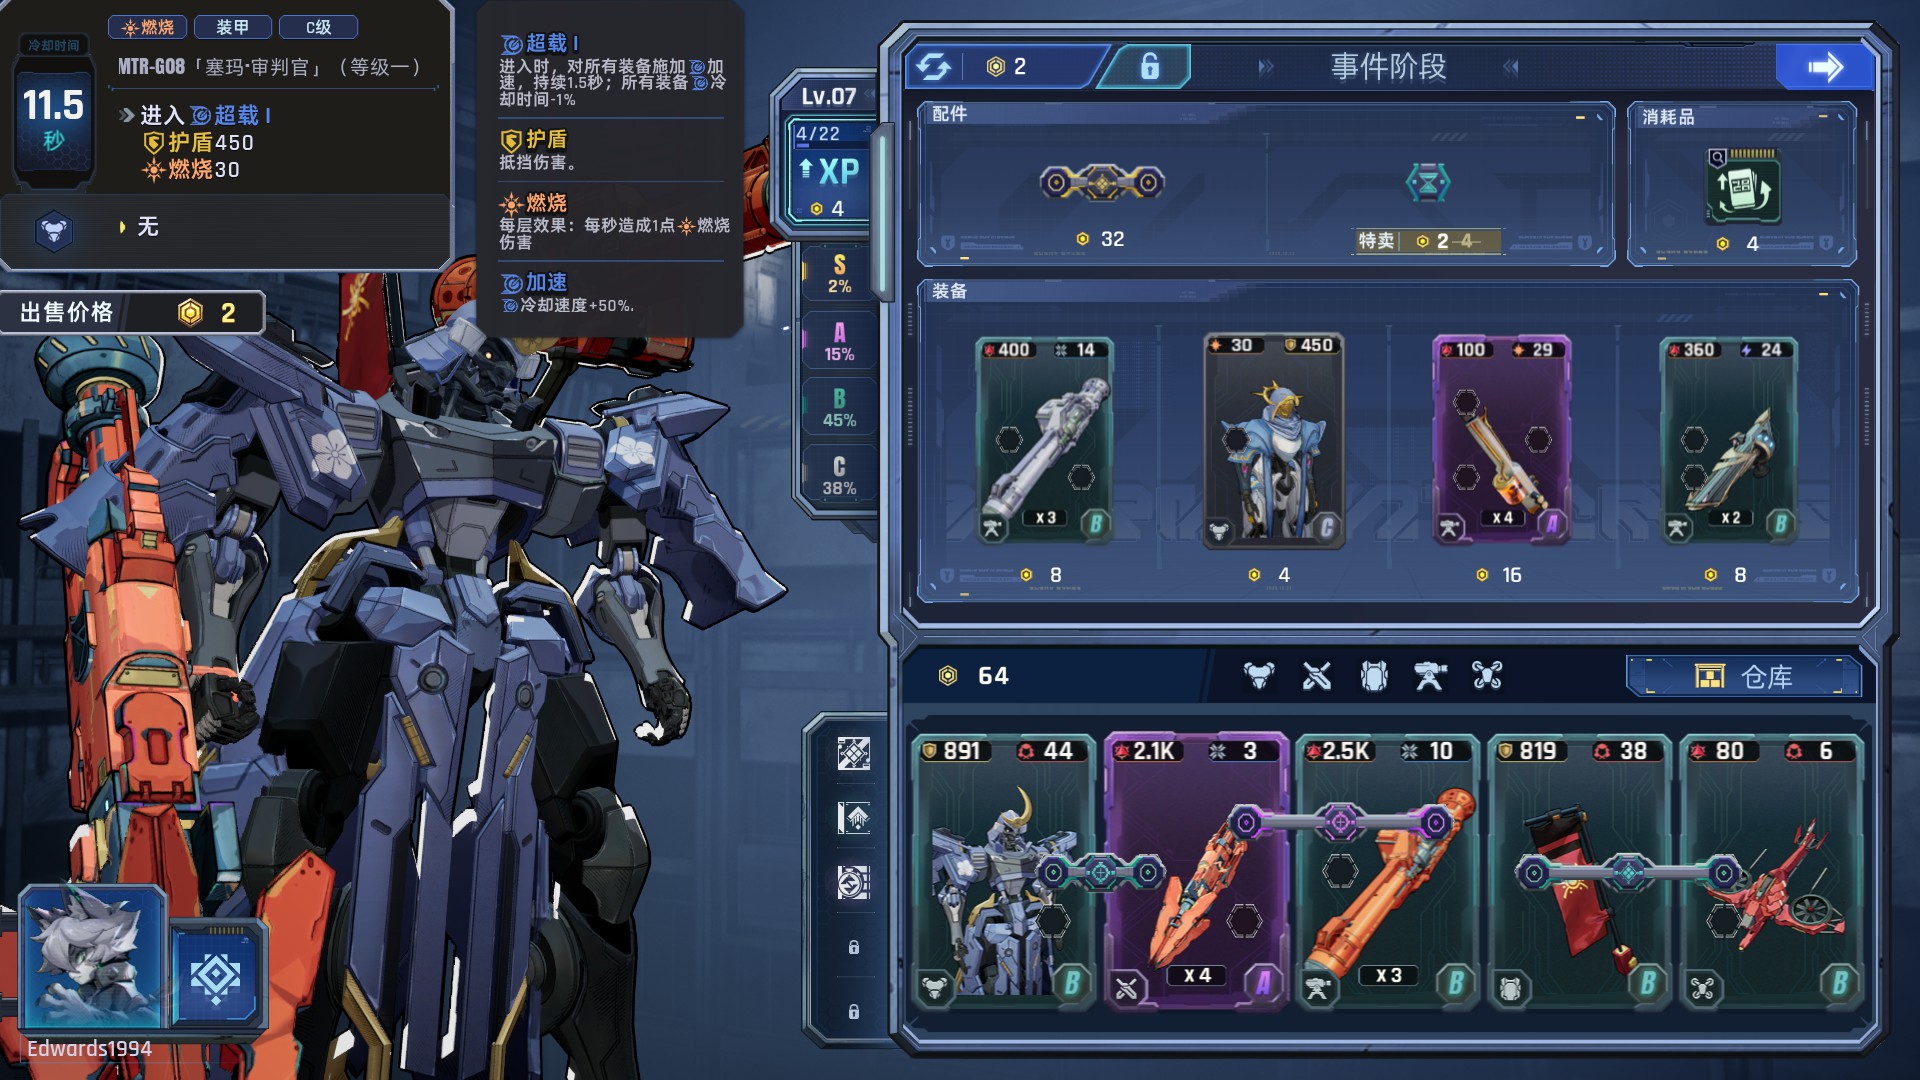 燃烧 装甲 C级
冷却时间
11.5
秒
MTR-G08「塞玛·审判官」（等级一）
进入 超载 I
护盾450
燃烧30
无
出售价格 2
超载 I
进入时，对所有装备施加加
速，持续1.5秒；所有装备冷
却时间-1%
护盾
抵挡伤害。
燃烧
每层效果：每秒造成1点燃烧
伤害
加速
冷却速度+50%.
Lv.07
4/22
XP
4
S
2%
A
15%
B
45%
C
38%
2
事件阶段
配件
32
特卖 2 4
消耗品
4
装备
400 14
x3 B
8
30 450
C
4
100 29
x4 A
16
360 24
x2 B
8
64
仓库
891 44
B
2.1K 3
x4 A
2.5K 10
x3 B
819 38
B
80 6
B
Edwards1994
1